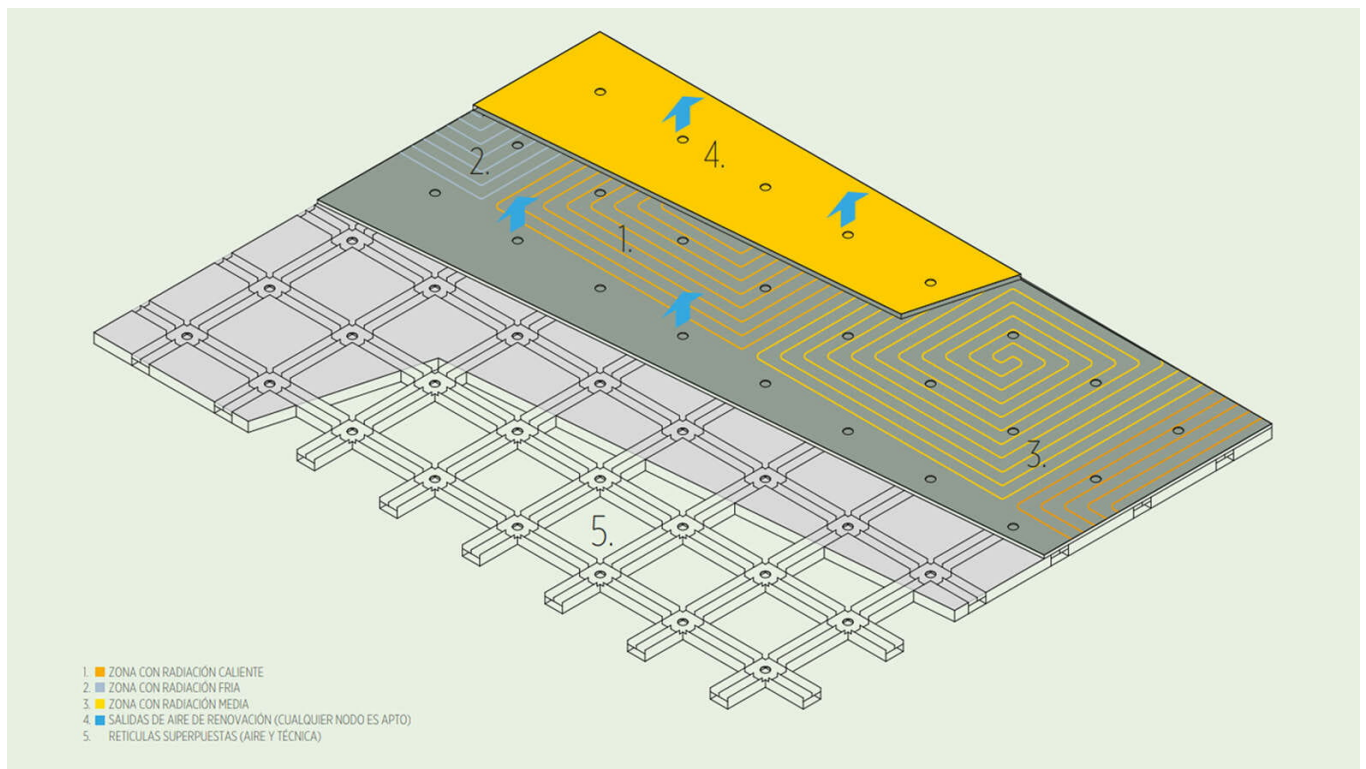 2.
4.
1.
3.
5.
1. ZONA CON RADIACIÓN CALIENTE
2. ZONA CON RADIACIÓN FRIA
3. ZONA CON RADIACIÓN MEDIA
4. SALIDAS DE AIRE DE RENOVACIÓN (CUALQUIER NODO ES APTO)
5. RETICULAS SUPERPUESTAS (AIRE Y TÉCNICA)